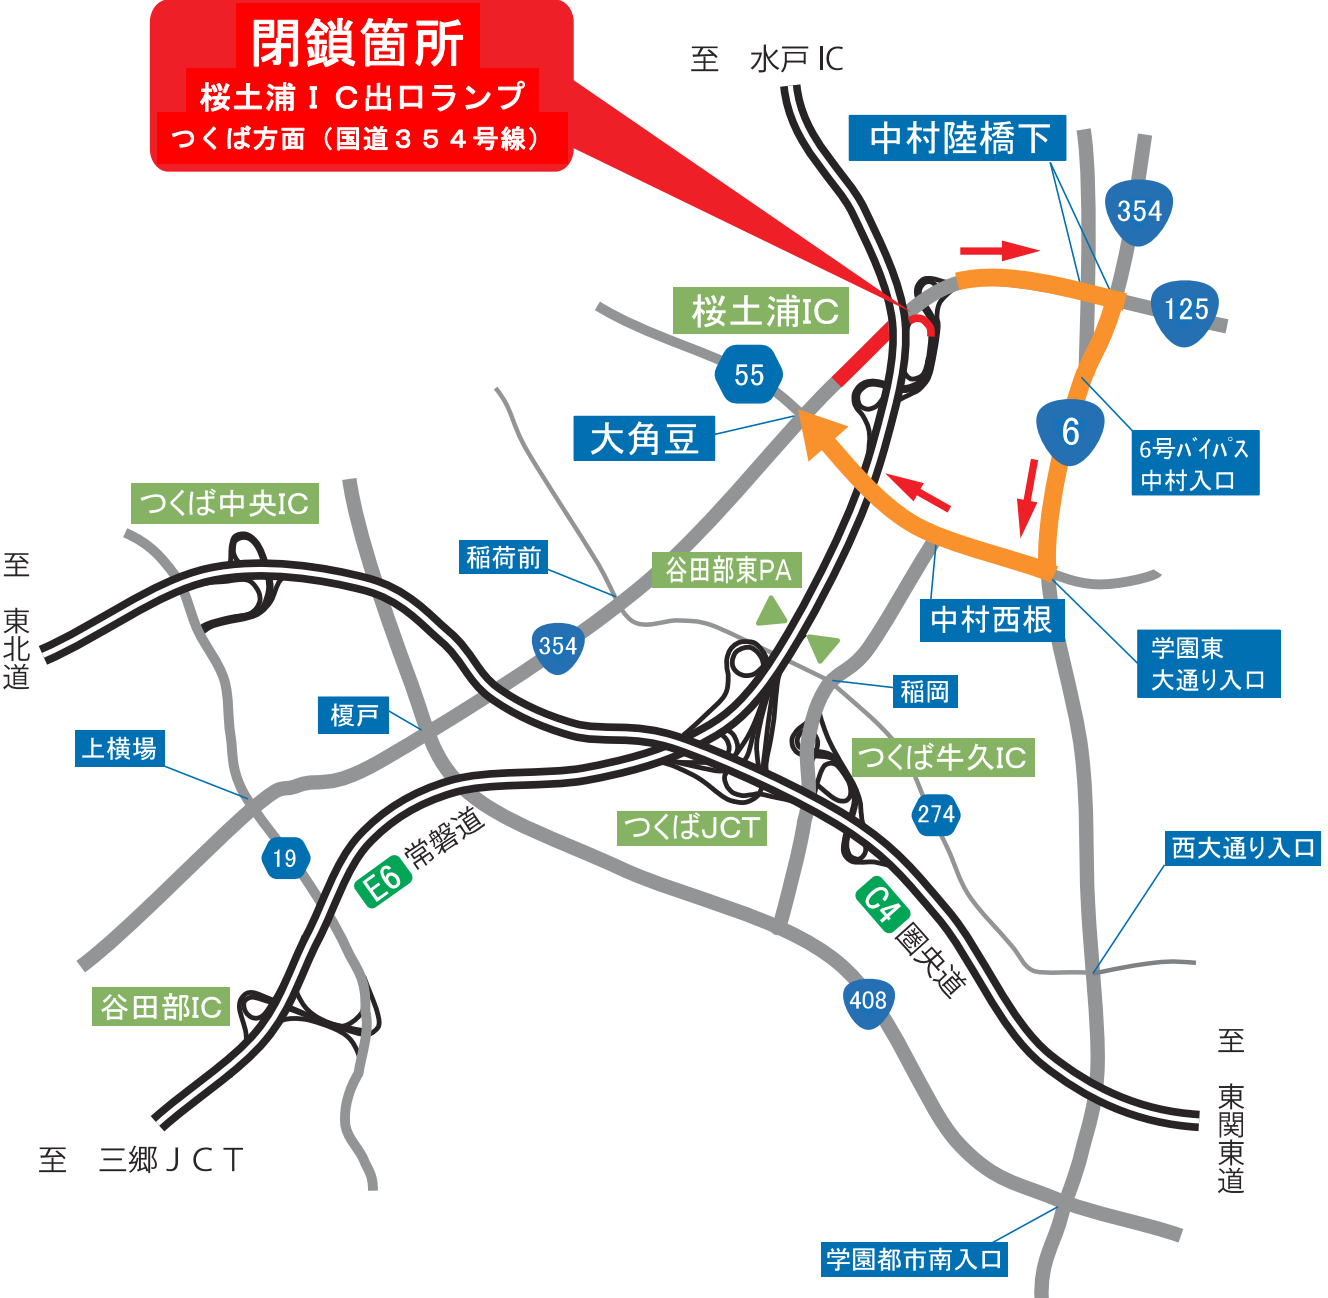 閉鎖箇所
桜土浦ＩＣ出口ランプ
つくば方面（国道３５４号線）
至　水戸IC
中村陸橋下
354
125
桜土浦IC
55
大角豆
6
6号ﾊﾞｲﾊﾟｽ
中村入口
つくば中央IC
稲荷前
谷田部東PA
至　東北道
354
中村西根
学園東
大通り入口
稲岡
榎戸
上横場
つくば牛久IC
つくばJCT
274
19
E6
常磐道
西大通り入口
C4
圏央道
谷田部IC
408
至　東関東道
至　三郷ＪＣＴ
学園都市南入口